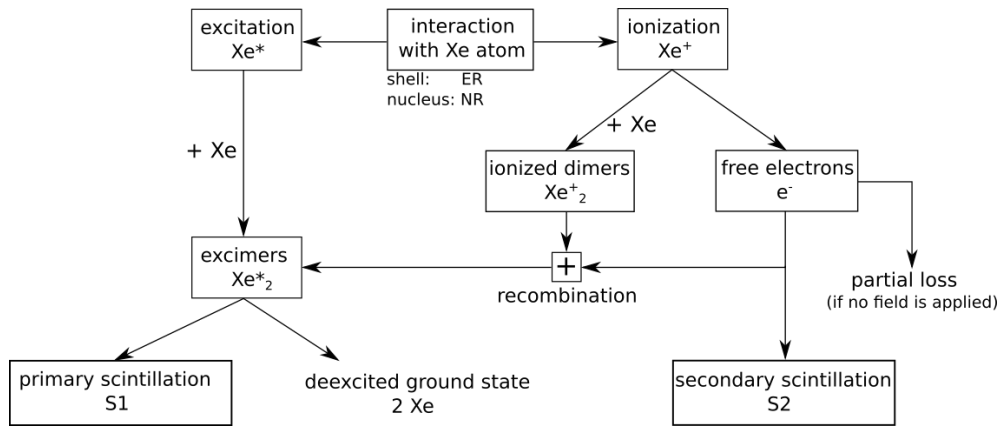 excitation
Xe*
interaction
with Xe atom
shell: ER
nucleus: NR
ionization
Xe⁺
+ Xe
+ Xe
ionized dimers
Xe⁺₂
free electrons
e⁻
excimers
Xe*₂
+
recombination
partial loss
(if no field is applied)
primary scintillation
S1
deexcited ground state
2 Xe
secondary scintillation
S2